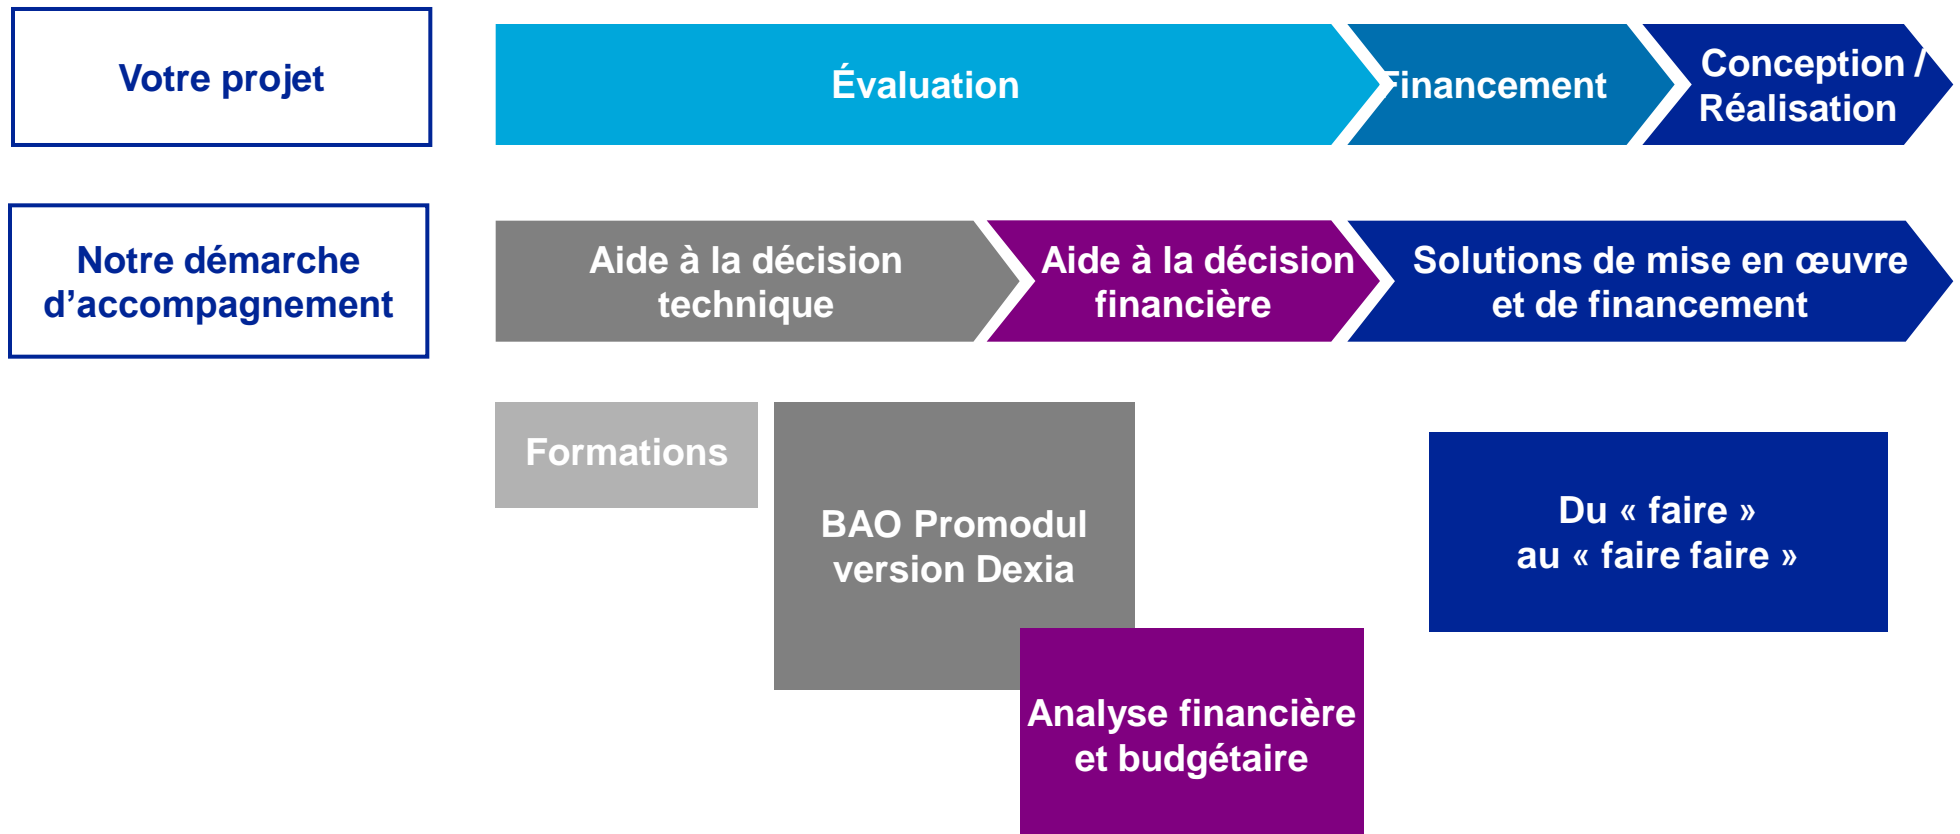 Votre projet
Évaluation
Financement
Conception /
Réalisation
Notre démarche
d’accompagnement
Aide à la décision
technique
Aide à la décision
financière
Solutions de mise en œuvre
et de financement
Formations
BAO Promodul
version Dexia
Du « faire »
au « faire faire »
Analyse financière
et budgétaire